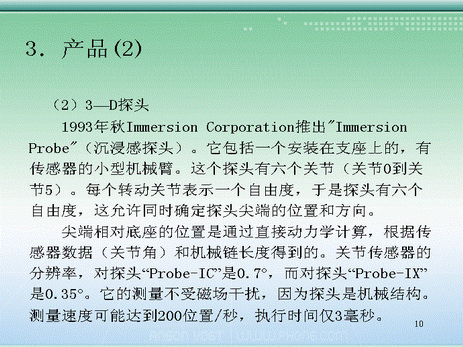 3. 产品(2)
（2）3—D探头
1993年秋Immersion Corporation推出"Immersion
Probe"（沉浸感探头）。它包括一个安装在支座上的，有
传感器的小型机械臂。这个探头有六个关节（关节0到关
节5）。每个转动关节表示一个自由度，于是探头有六个
自由度，这允许同时确定探头尖端的位置和方向。
尖端相对底座的位置是通过直接动力学计算，根据传
感器数据（关节角）和机械链长度得到的。关节传感器的
分辨率，对探头“Probe-IC”是0.7°，而对探头“Probe-IX”
是0.35°。它的测量不受磁场干扰，因为探头是机械结构。
测量速度可能达到200位置/秒，执行时间仅3毫秒。
10